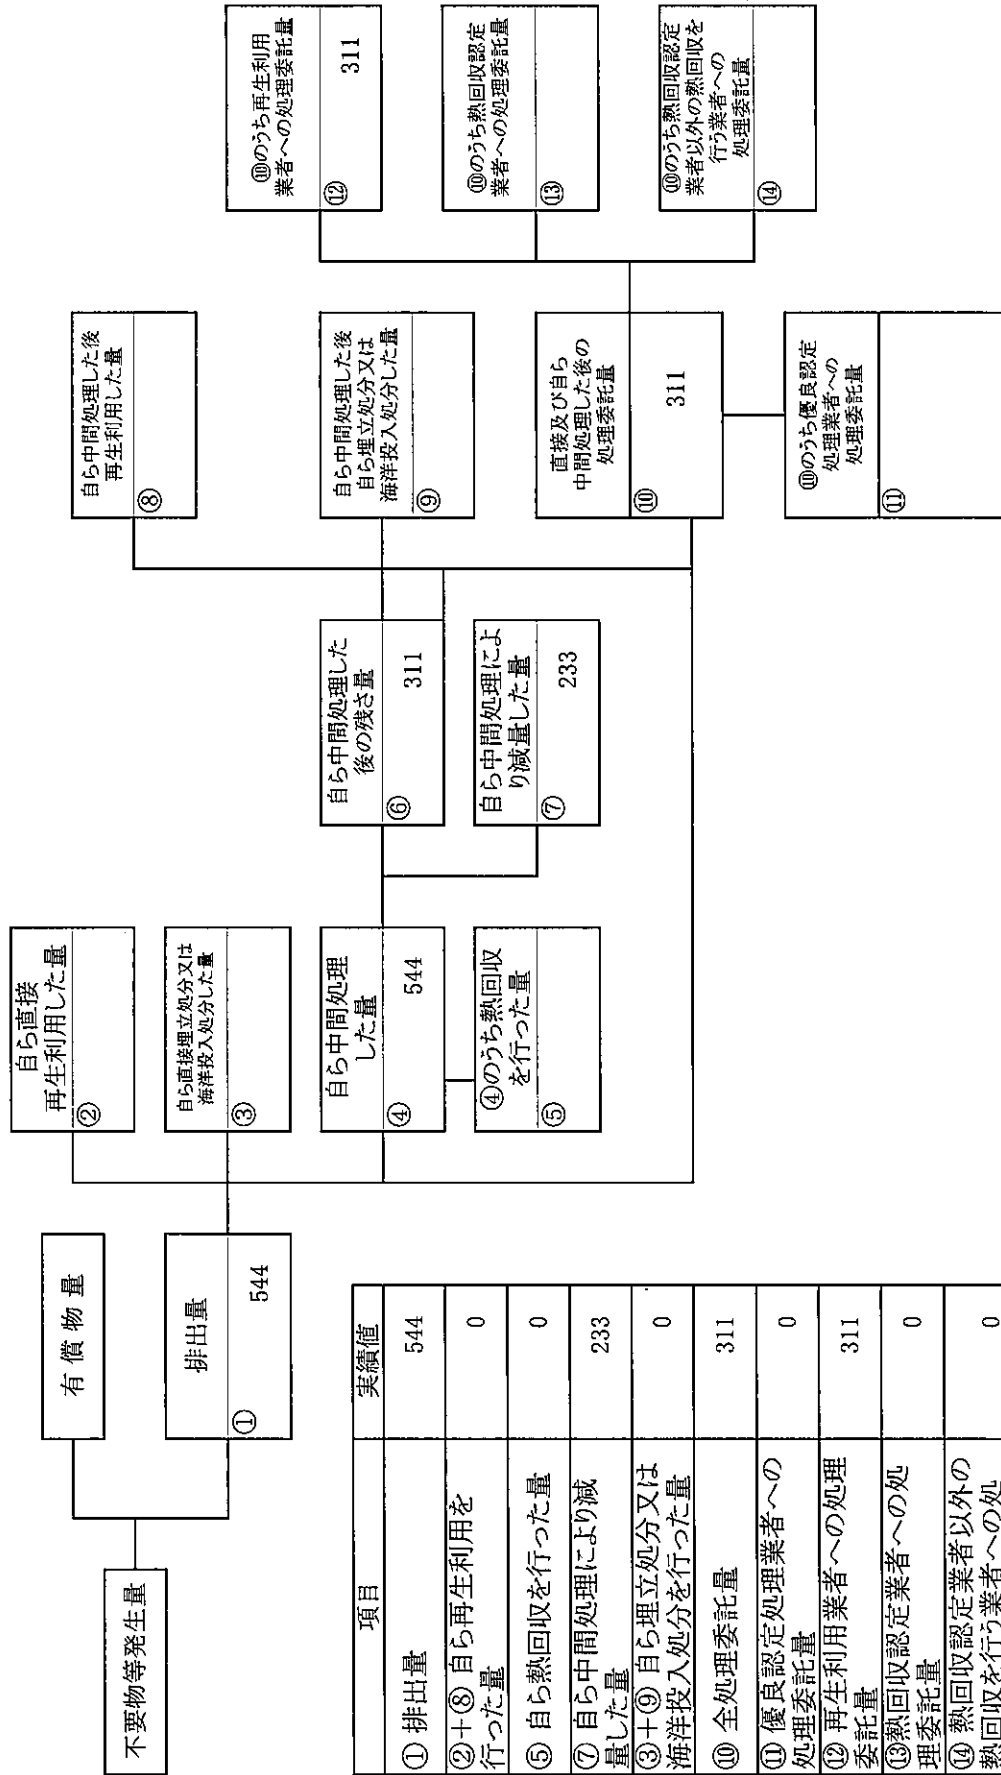 不要物等発生量
有償物量
排出量
①
544
自ら直接
再生利用した量
②
自ら直接埋立処分又は
海洋投入処分した量
③
自ら中間処理
した量
④
544
④のうち熱回収
を行った量
⑤
自ら中間処理した
後の残さ量
⑥
311
自ら中間処理によ
り減量した量
⑦
233
自ら中間処理した後
再生利用した量
⑧
自ら中間処理した後
自ら埋立処分又は
海洋投入処分した量
⑨
直接及び自ら
中間処理した後の
処理委託量
⑩
311
⑩のうち優良認定
処理業者への
処理委託量
⑪
⑩のうち再生利用
業者への処理委託量
⑫
311
⑩のうち熱回収認定
業者への処理委託量
⑬
⑩のうち熱回収認定
業者以外の熱回収を
行う業者への
処理委託量
⑭
項目 実績値
① 排出量 544
②+⑧ 自ら再生利用を
行った量 0
⑤ 自ら熱回収を行った量 0
⑦ 自ら中間処理により減
量した量 233
③+⑨ 自ら埋立処分又は
海洋投入処分を行った量 0
⑩ 全処理委託量 311
⑪ 優良認定処理業者への
処理委託量 0
⑫ 再生利用業者への処理
委託量 311
⑬熱回収認定業者への処
理委託量 0
⑭ 熱回収認定業者以外の
熱回収を行う業者への処 0